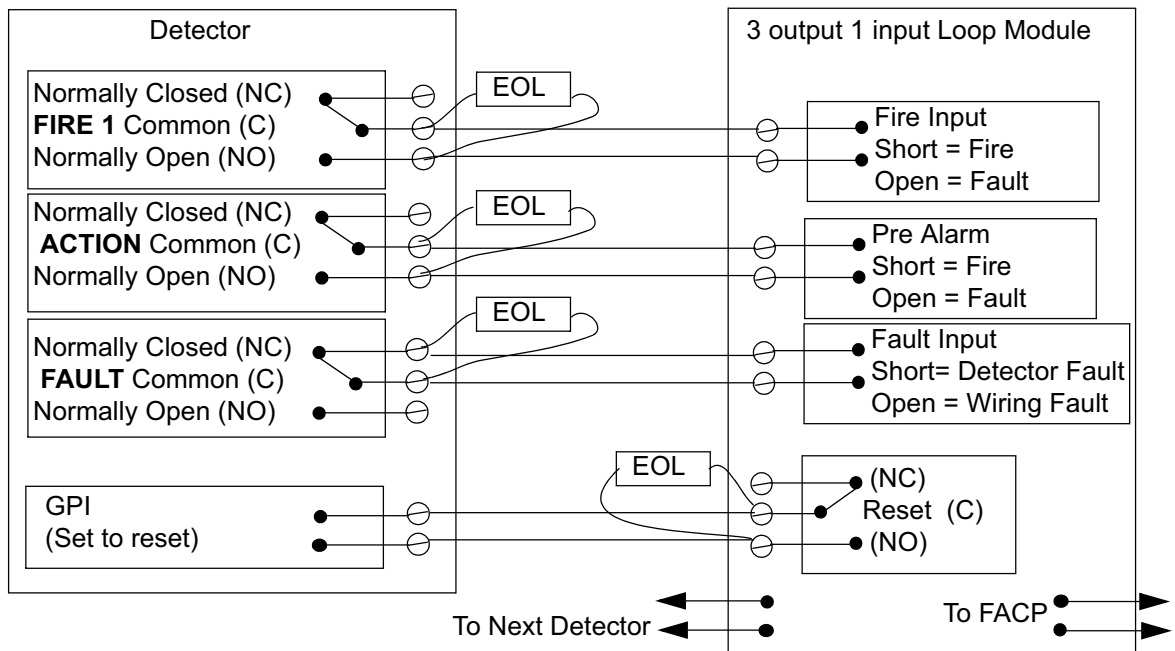 Detector
Normally Closed (NC)
FIRE 1 Common (C)
Normally Open (NO)
EOL
Normally Closed (NC)
ACTION Common (C)
Normally Open (NO)
EOL
Normally Closed (NC)
FAULT Common (C)
Normally Open (NO)
EOL
GPI
(Set to reset)
EOL
3 output 1 input Loop Module
Fire Input
Short = Fire
Open = Fault
Pre Alarm
Short = Fire
Open = Fault
Fault Input
Short= Detector Fault
Open = Wiring Fault
(NC)
Reset (C)
(NO)
To Next Detector
To FACP